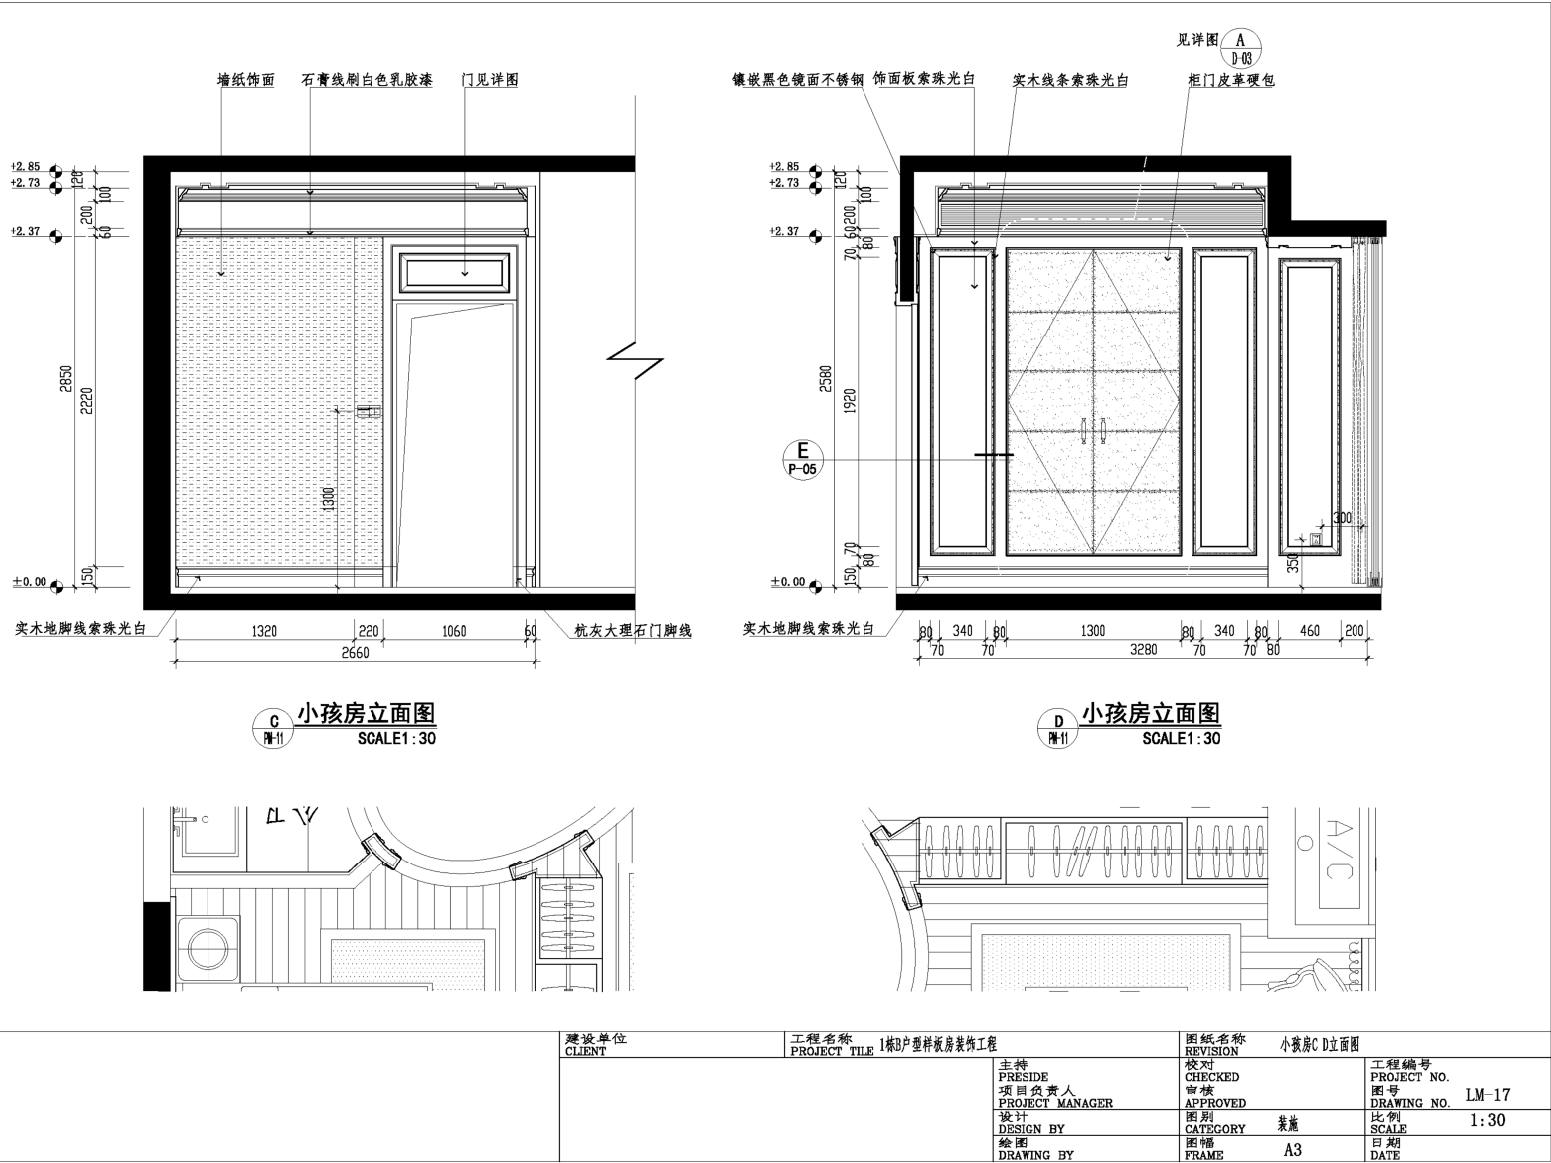 见详图 A
D-03
墙纸饰面 石膏线刷白色乳胶漆 门见详图
镶嵌黑色镜面不锈钢 饰面板索珠光白 实木线条索珠光白 柜门皮革硬包
+2.85
+2.73
+2.37
±0.00
120
100
200
60
2850
2220
150
1300
实木地脚线索珠光白
杭灰大理石门脚线
1320 220 1060 60
2660
C
PM-11
小孩房立面图
SCALE1:30
+2.85
+2.73
+2.37
±0.00
120
100
200
60
80
70
2580
1920
70
80
150
E
P-05
300
350
实木地脚线索珠光白
80 340 80 1300 80 340 80 460 200
70 70 3280 70 70 80
D
PM-11
小孩房立面图
SCALE1:30
A/C
建设单位
CLIENT
工程名称
PROJECT TILE
1栋B户型样板房装饰工程
图纸名称
REVISION
小孩房C D立面图
主持
PRESIDE
校对
CHECKED
工程编号
PROJECT NO.
项目负责人
PROJECT MANAGER
审核
APPROVED
图号
DRAWING NO.
LM-17
设计
DESIGN BY
图别
CATEGORY
装施
比例
SCALE
1:30
绘图
DRAWING BY
图幅
FRAME
A3
日期
DATE